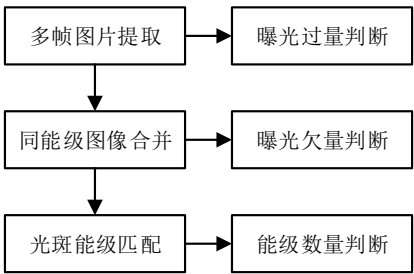 多帧图片提取
曝光过量判断
同能级图像合并
曝光欠量判断
光斑能级匹配
能级数量判断